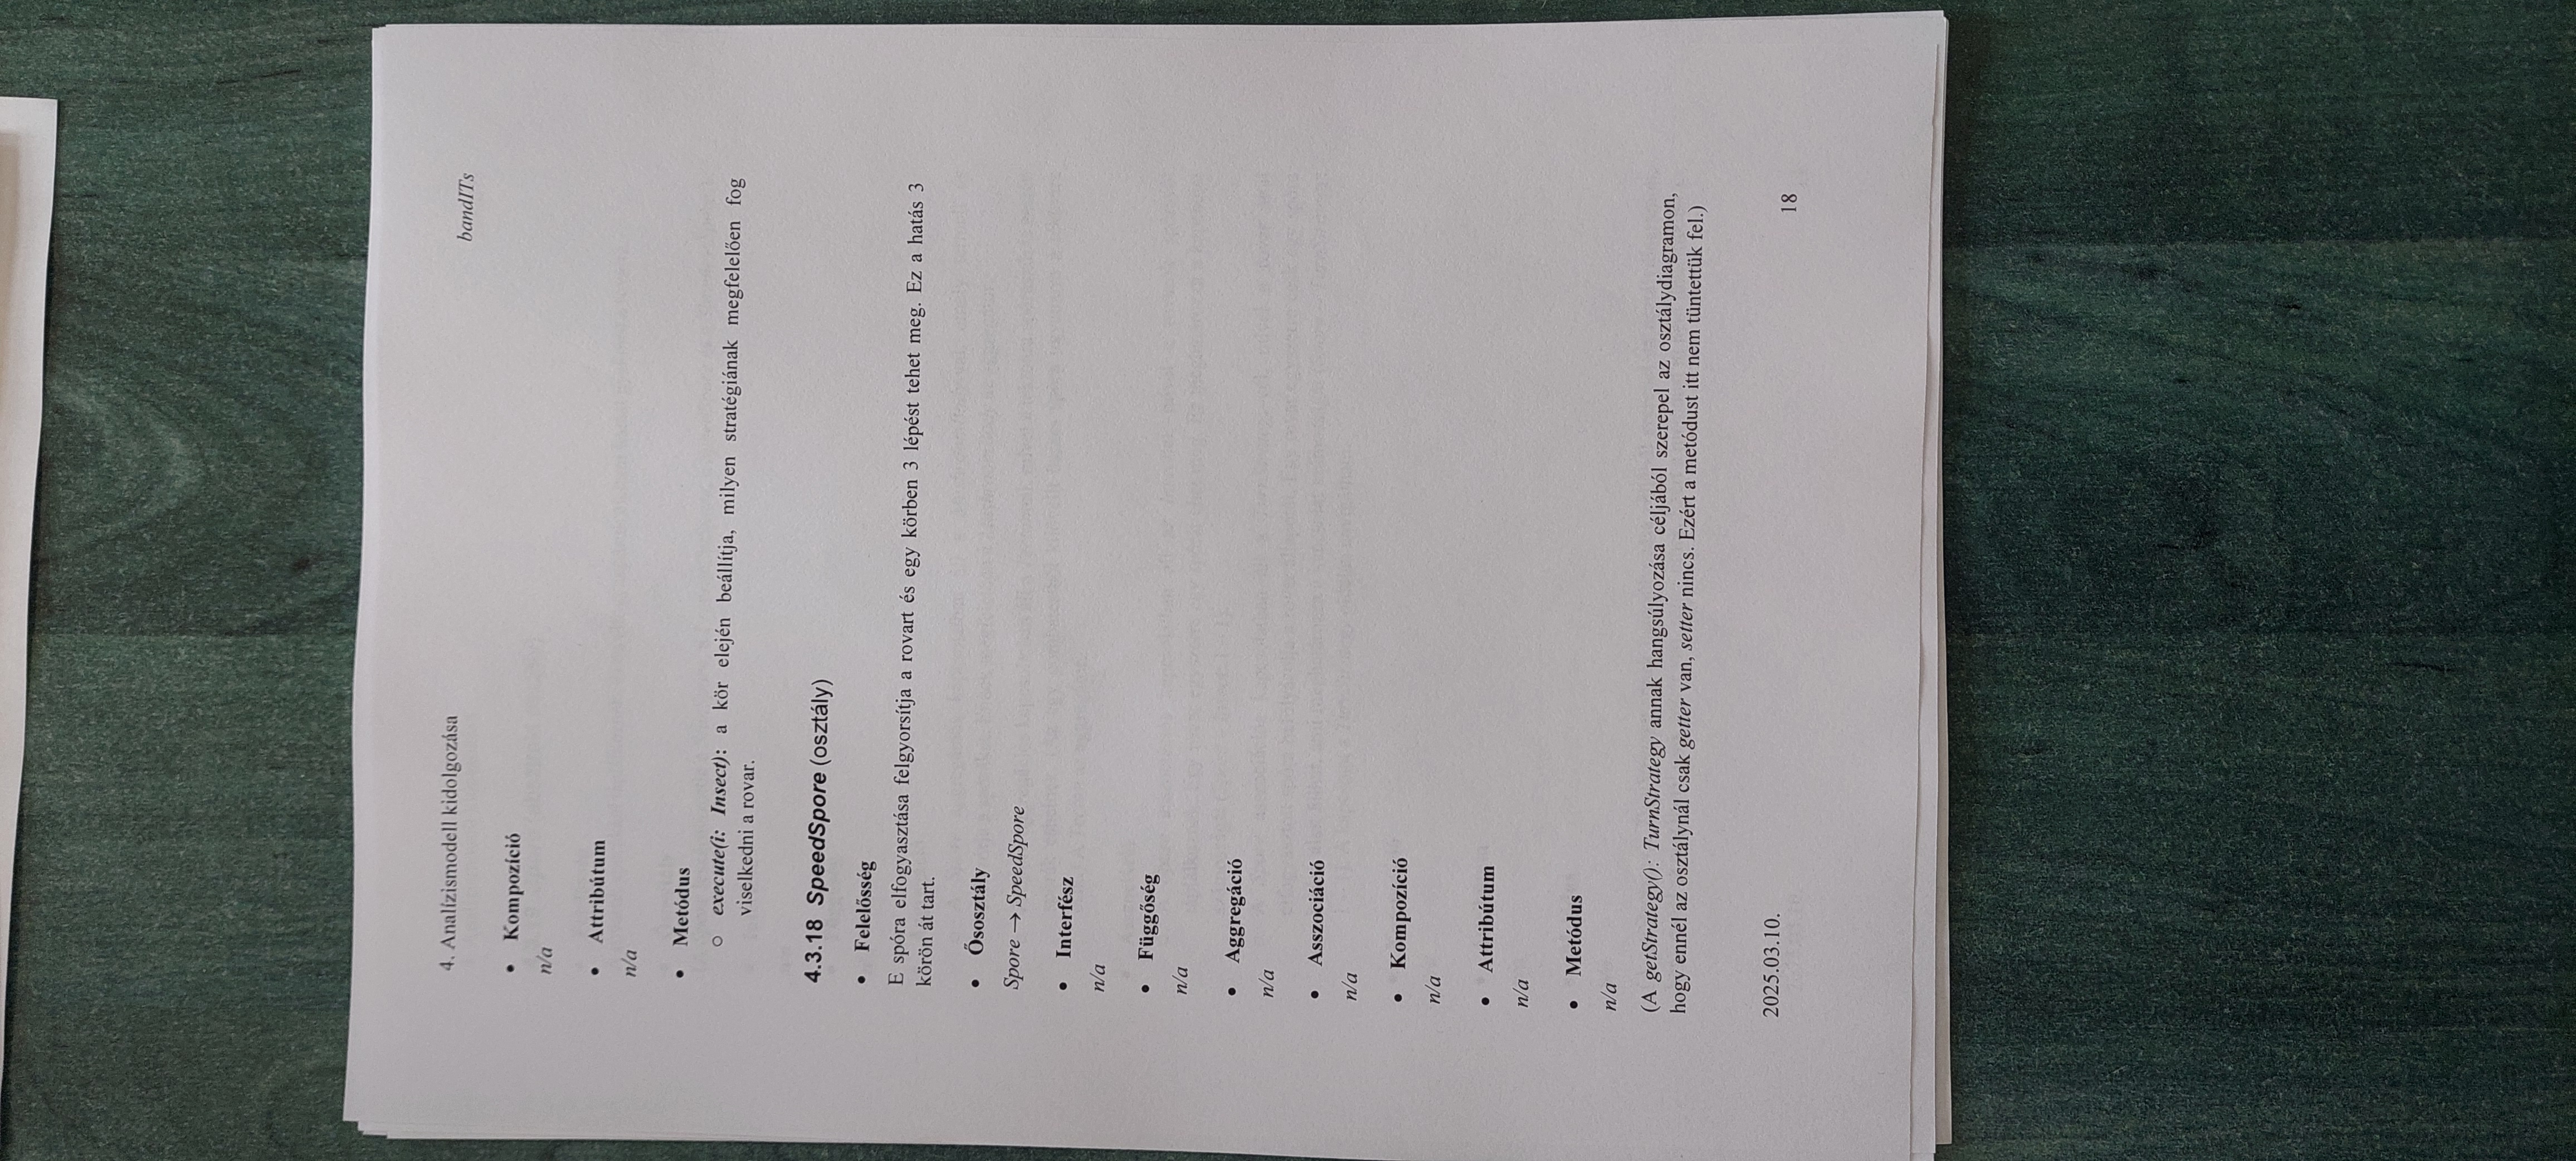 4. Analízismodell kidolgozása
bandITs
• Kompozíció
n/a
• Attribútum
n/a
• Metódus
○ execute(i: Insect): a kör elején beállítja, milyen stratégiának megfelelően fog
viselkedni a rovar.
4.3.18 SpeedSpore (osztály)
• Felelősség
E spóra elfogyasztása felgyorsítja a rovart és egy körben 3 lépést tehet meg. Ez a hatás 3
körön át tart.
• Ősosztály
Spore → SpeedSpore
• Interfész
n/a
• Függőség
n/a
• Aggregáció
n/a
• Asszociáció
n/a
• Kompozíció
n/a
• Attribútum
n/a
• Metódus
n/a
(A getStrategy(): TurnStrategy annak hangsúlyozása céljából szerepel az osztálydiagramon,
hogy ennél az osztálynál csak getter van, setter nincs. Ezért a metódust itt nem tüntettük fel.)
2025.03.10.
18